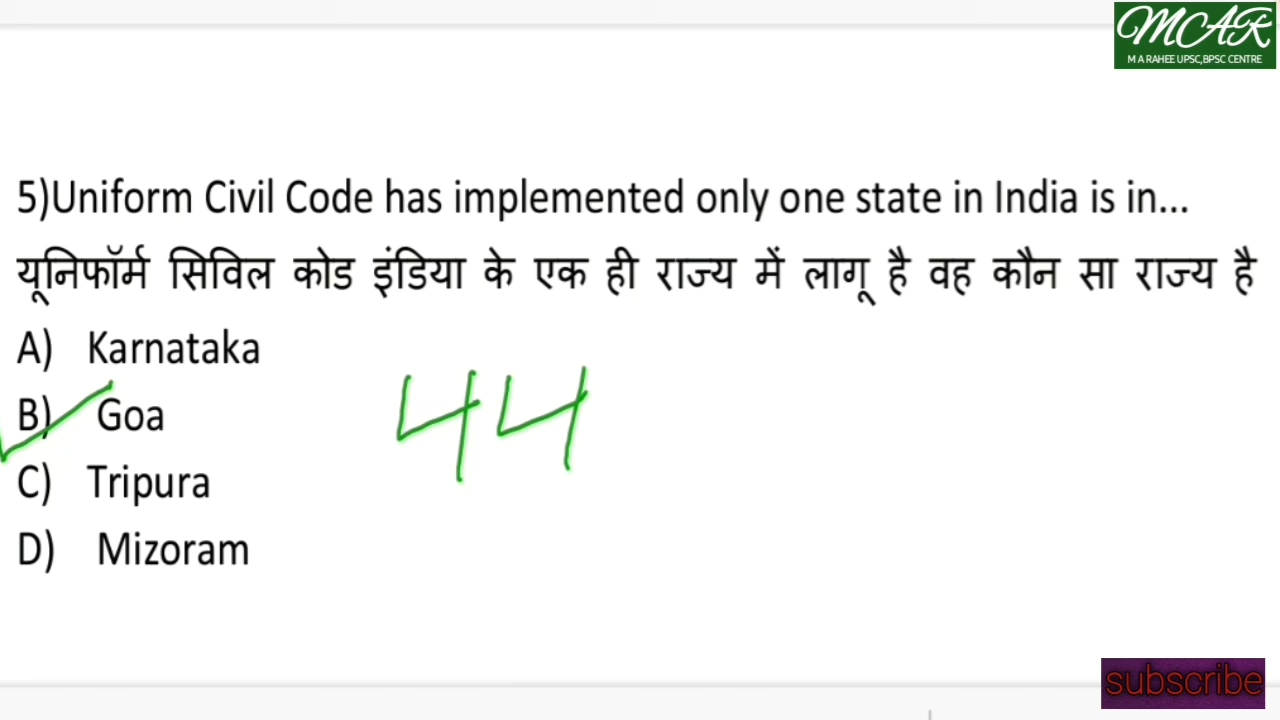 MCAR
M A RAHEE UPSC,BPSC CENTRE
5)Uniform Civil Code has implemented only one state in India is in...
यूनिफॉर्म सिविल कोड इंडिया के एक ही राज्य में लागू है वह कौन सा राज्य है
A) Karnataka
B) Goa
44
C) Tripura
D) Mizoram
subscribe